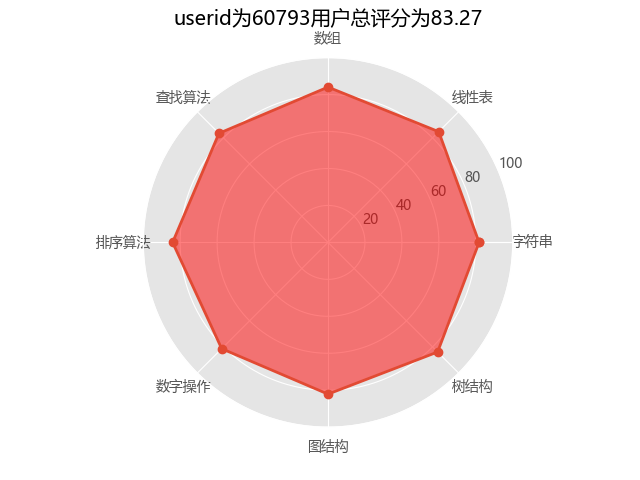 userid为60793用户总评分为83.27
数组
查找算法
线性表
100
80
60
40
20
排序算法
字符串
数字操作
树结构
图结构